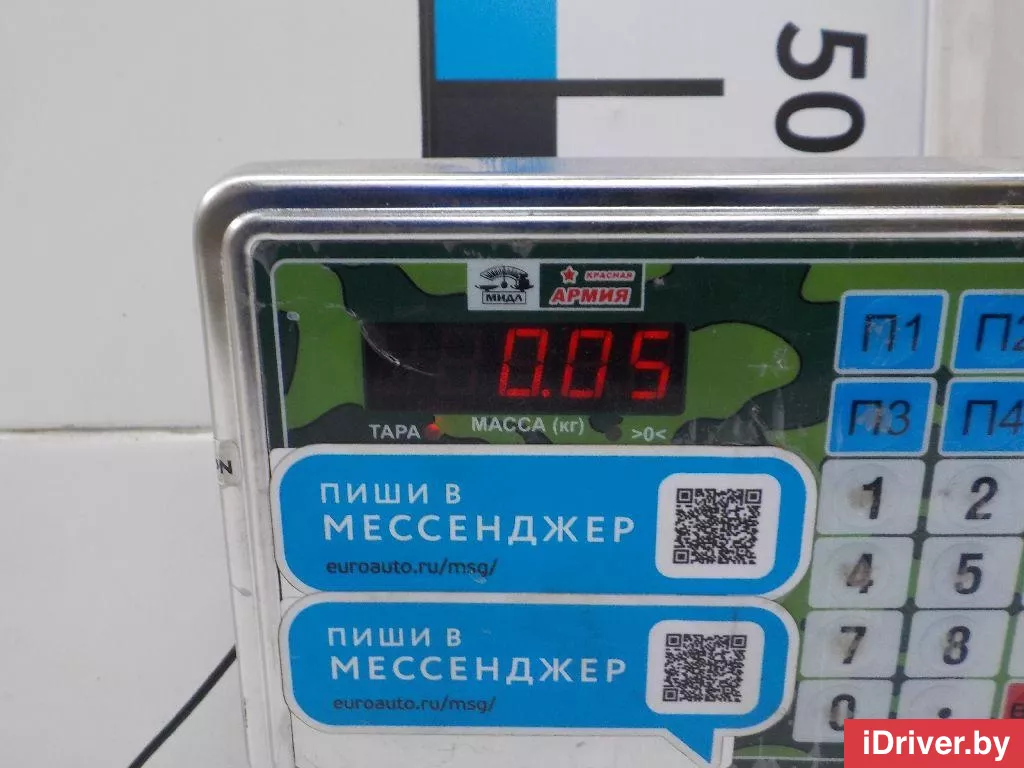 50
МИДЛ
КРАСНАЯ
АРМИЯ
0.05
ТАРА
МАССА (кг)
>0<
П1
П2
П3
П4
ПИШИ В
МЕССЕНДЖЕР
euroauto.ru/msg/
1
2
4
5
ПИШИ В
МЕССЕНДЖЕР
euroauto.ru/msg/
7
8
0
.
iDriver.by